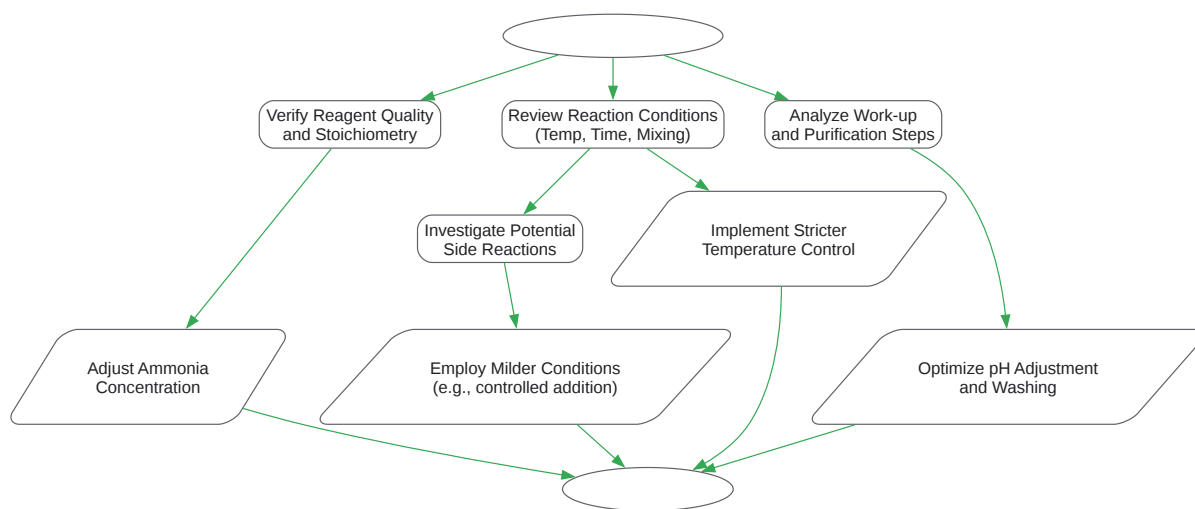 Verify Reagent Quality
and Stoichiometry
Review Reaction Conditions
(Temp, Time, Mixing)
Analyze Work-up
and Purification Steps
Investigate Potential
Side Reactions
Implement Stricter
Temperature Control
Adjust Ammonia
Concentration
Employ Milder Conditions
(e.g., controlled addition)
Optimize pH Adjustment
and Washing